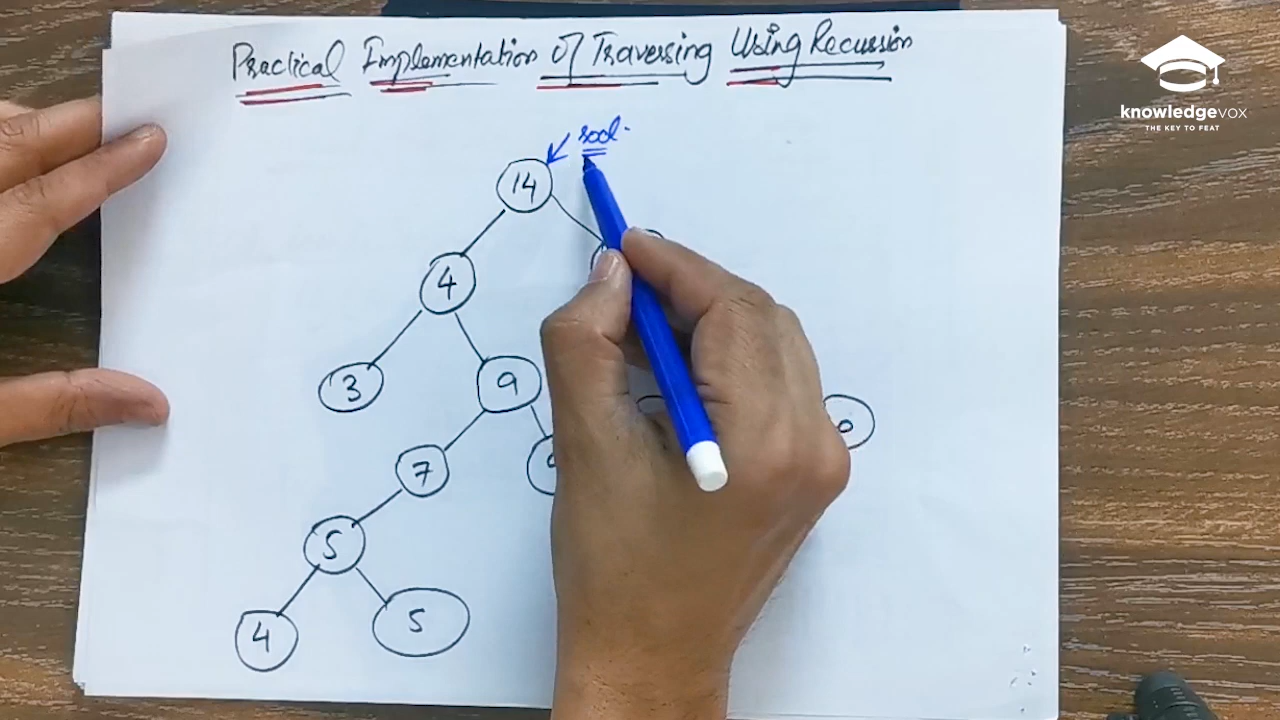 Practical Implementation Of Traversing Using Recussion
knowledgevox
THE KEY TO FEAT
root.
14
4
3
9
7
5
4
5